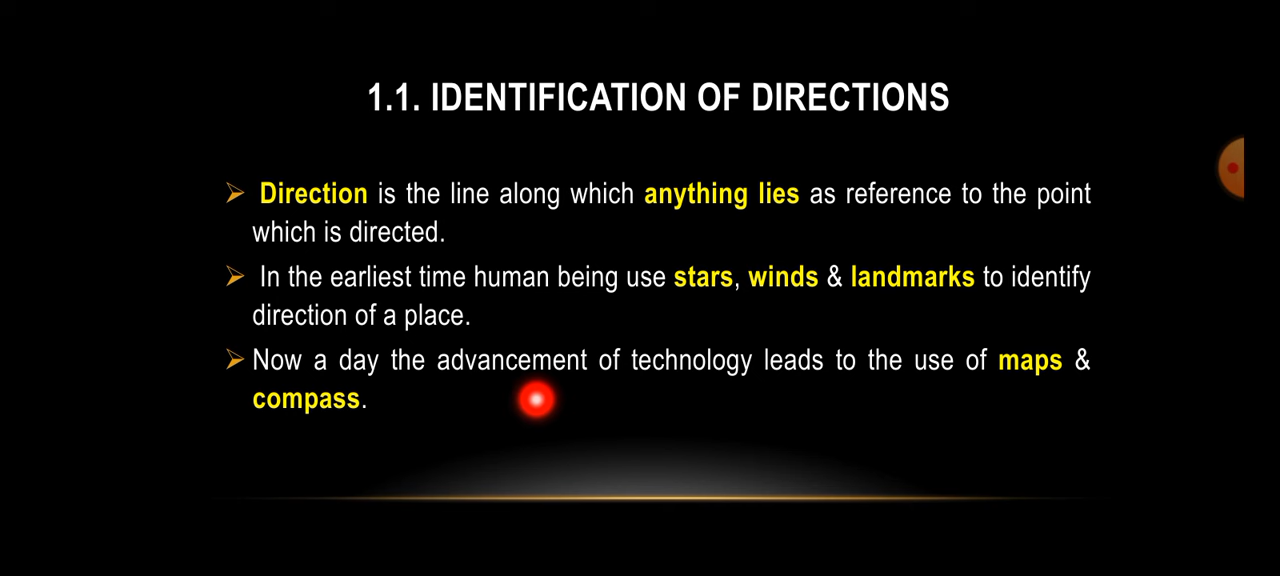 1.1. IDENTIFICATION OF DIRECTIONS
Direction is the line along which anything lies as reference to the point
which is directed.
In the earliest time human being use stars, winds & landmarks to identify
direction of a place.
Now a day the advancement of technology leads to the use of maps &
compass.